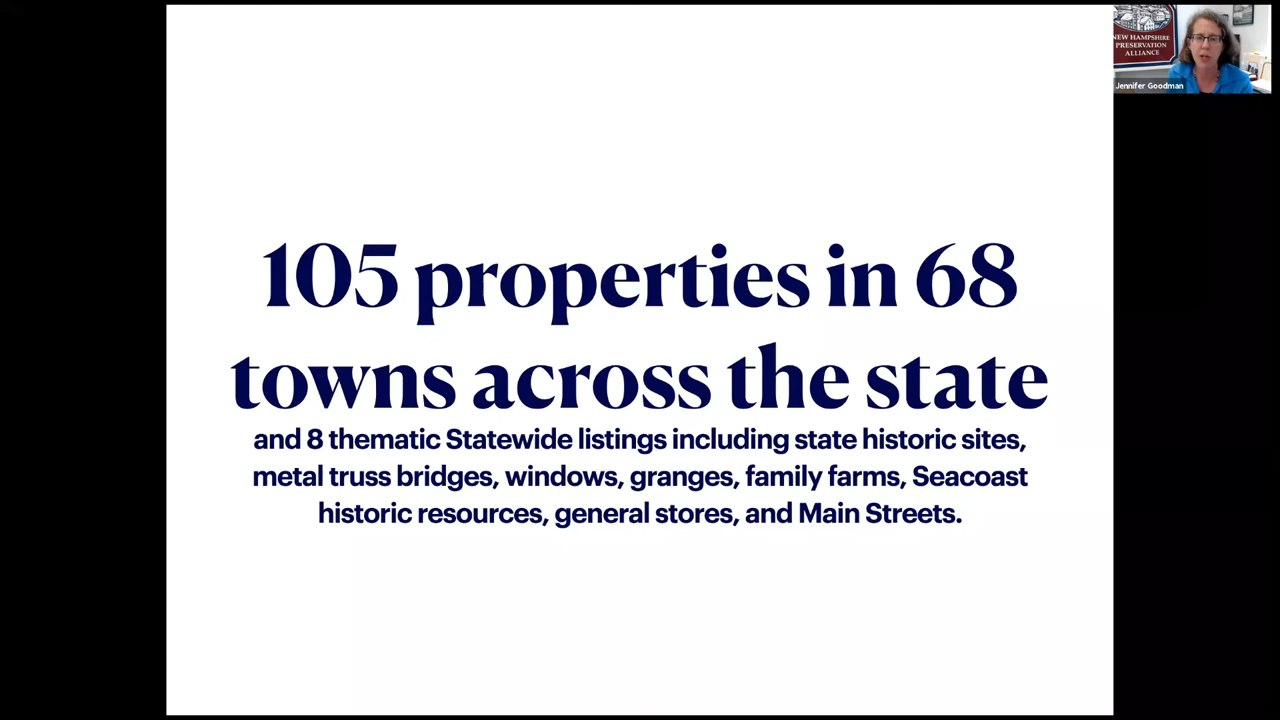 105 properties in 68
towns across the state
and 8 thematic Statewide listings including state historic sites,
metal truss bridges, windows, granges, family farms, Seacoast
historic resources, general stores, and Main Streets.
NEW HAMPSHIRE
PRESERVATION
ALLIANCE
Jennifer Goodman